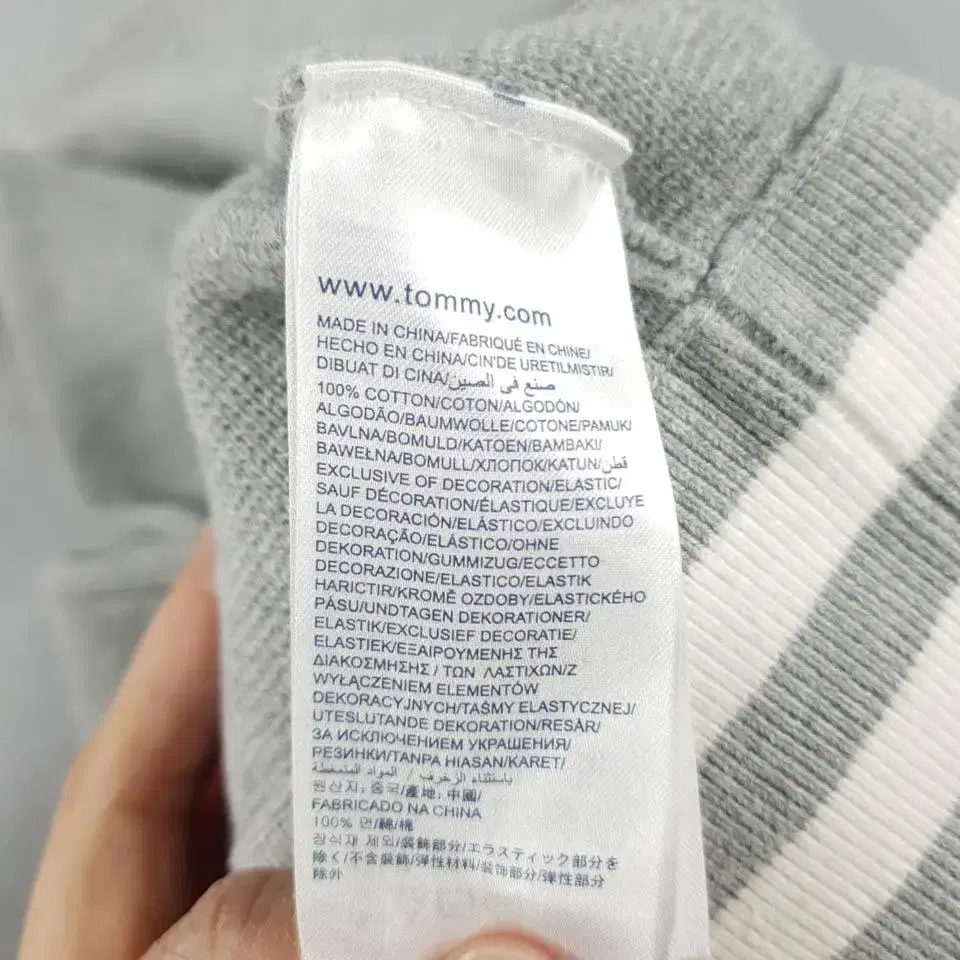 www.tommy.com
MADE IN CHINA/FABRIQUÉ EN CHINE/
HECHO EN CHINA/CIN'DE URETILMISTIR/
DIBUAT DI CINA/صنع في الصين
100% COTTON/COTON/ALGODÓN/
ALGODÃO/BAUMWOLLE/COTONE/PAMUK/
BAVLNA/BOMULD/KATOEN/ΒΑΜΒΑΚΙ/
BAWEŁNA/BOMULL/ХЛОПОК/KATUN/قطن
EXCLUSIVE OF DECORATION/ELASTIC/
SAUF DÉCORATION/ÉLASTIQUE/EXCLUYE
LA DECORACIÓN/ELÁSTICO/EXCLUINDO
DECORAÇÃO/ELÁSTICO/OHNE
DEKORATION/GUMMIZUG/ECCETTO
DECORAZIONE/ELASTICO/ELASTIK
HARICTIR/KROMĚ OZDOBY/ELASTICKÉHO
PÁSU/UNDTAGEN DEKORATIONER/
ELASTIK/EXCLUSIEF DECORATIE/
ELASTIEK/ΕΞΑΙΡΟΥΜΕΝΗΣ ΤΗΣ
ΔΙΑΚΟΣΜΗΣΗΣ / ΤΩΝ ΛΑΣΤΙΧΩΝ/Z
WYŁĄCZENIEM ELEMENTÓW
DEKORACYJNYCH/TAŚMY ELASTYCZNEJ/
UTESLUTANDE DEKORATION/RESÅR/
ЗА ИСКЛЮЧЕНИЕМ УКРАШЕНИЯ/
РЕЗИНКИ/TANPA HIASAN/KARET/
باستثناء الزخرف / المواد المتمغطة
원산지: 중국/產地: 中國/
FABRICADO NA CHINA
100% 면/綿/棉
장식재 제외/装飾部分/エラスティック部分を
除く/不含裝飾/彈性材料/装饰部分/弹性部分
除外